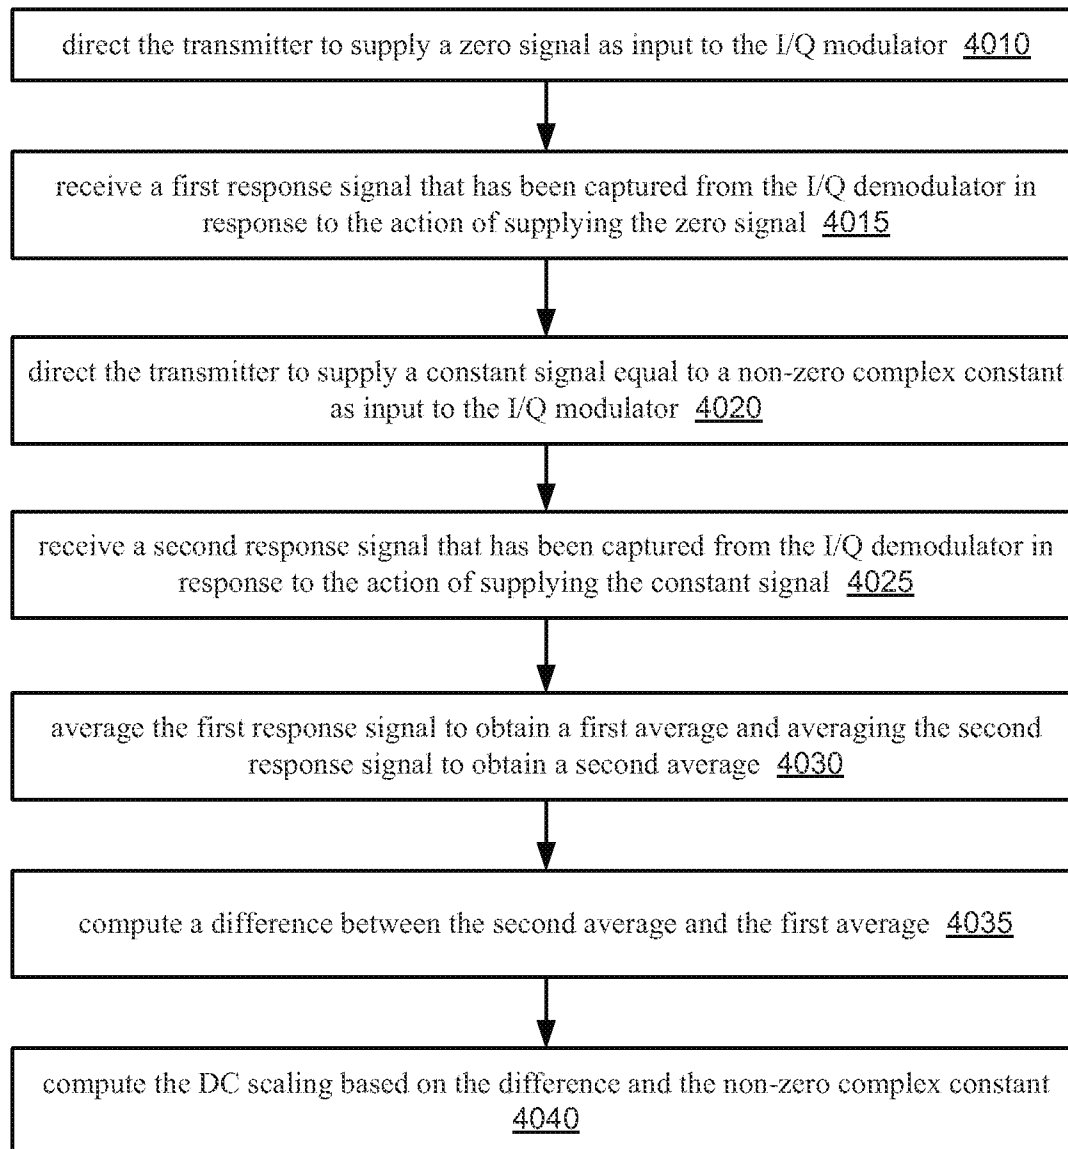 direct the transmitter to supply a zero signal as input to the I/Q modulator 4010
receive a first response signal that has been captured from the I/Q demodulator in
response to the action of supplying the zero signal 4015
direct the transmitter to supply a constant signal equal to a non-zero complex constant
as input to the I/Q modulator 4020
receive a second response signal that has been captured from the I/Q demodulator in
response to the action of supplying the constant signal 4025
average the first response signal to obtain a first average and averaging the second
response signal to obtain a second average 4030
compute a difference between the second average and the first average 4035
compute the DC scaling based on the difference and the non-zero complex constant
4040